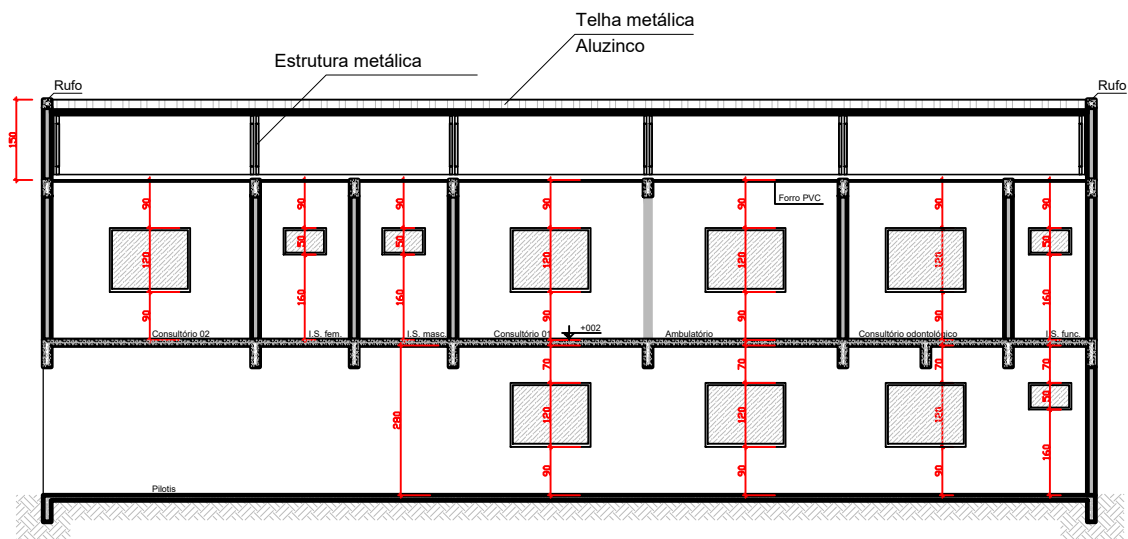 Telha metálica
Aluzinco
Estrutura metálica
Rufo
Rufo
150
90
90
90
90
90
90
90
Forro PVC
120
50
50
120
120
120
50
90
160
160
90
90
90
160
Consultório 02
I.S. fem.
I.S. masc.
Consultório 01
+002
Ambulatório
Consultório odontológico
I.S. func.
280
70
70
70
70
120
120
120
50
90
90
90
160
Pilotis